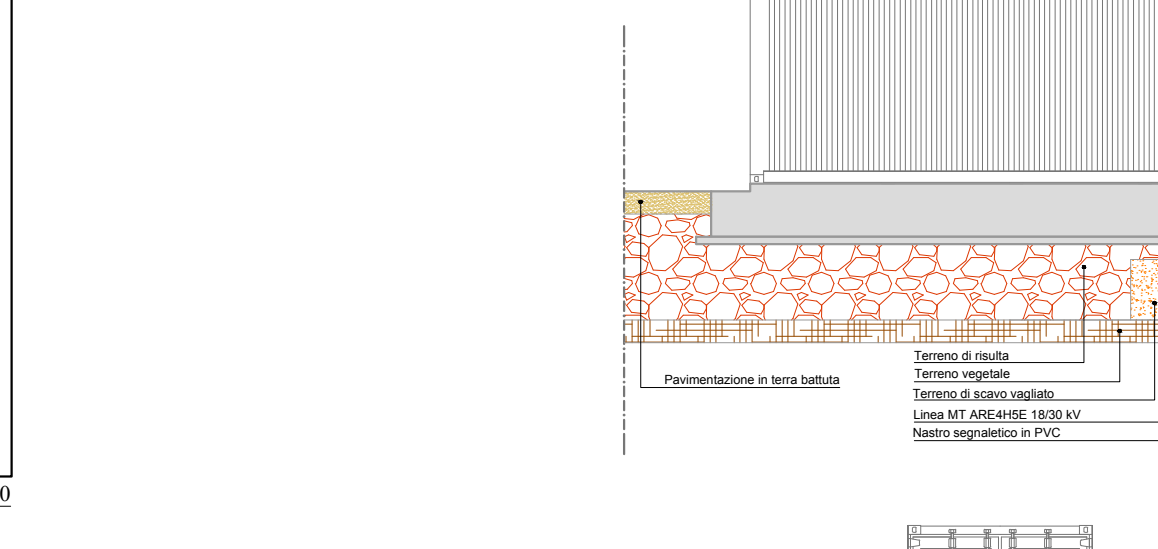 Terreno di risulta
Terreno vegetale
Pavimentazione in terra battuta
Terreno di scavo vagliato
Linea MT ARE4H5E 18/30 kV
Nastro segnaletico in PVC
0